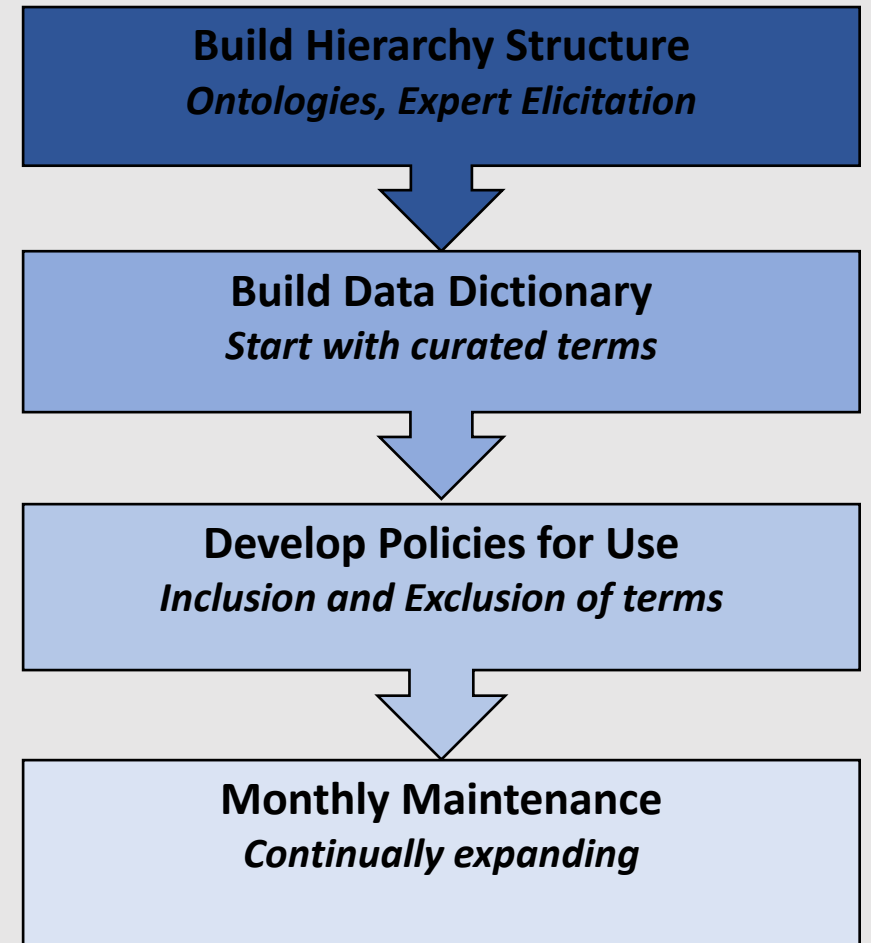 Build Hierarchy Structure
Ontologies, Expert Elicitation
Build Data Dictionary
Start with curated terms
Develop Policies for Use
Inclusion and Exclusion of terms
Monthly Maintenance
Continually expanding